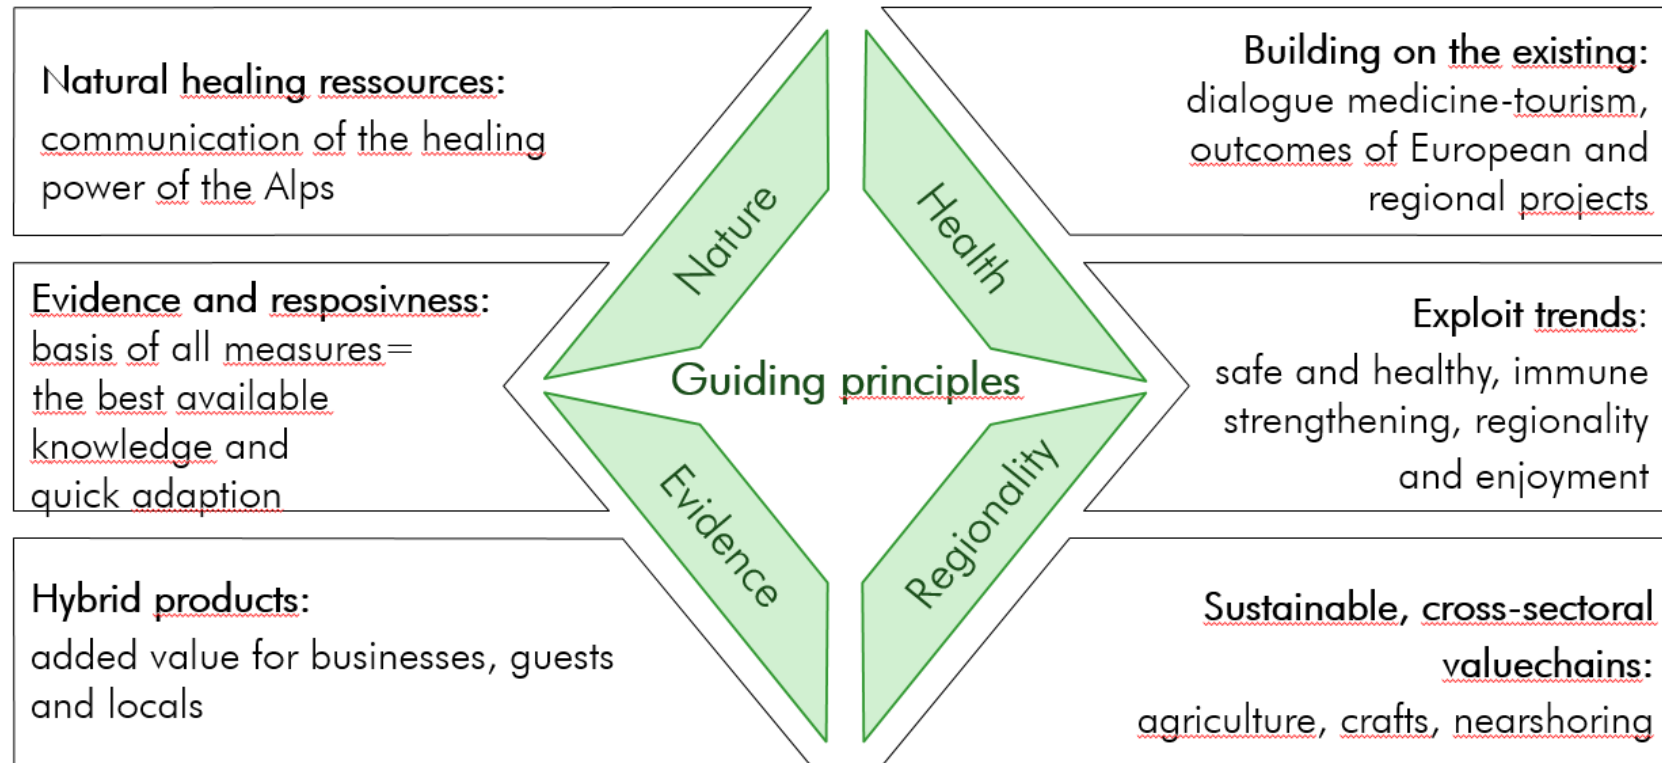 Natural healing ressources:
communication of the healing
power of the Alps
Building on the existing:
dialogue medicine-tourism,
outcomes of European and
regional projects
Nature
Health
Evidence and resposivness:
basis of all measures=
the best available
knowledge and
quick adaption
Guiding principles
Exploit trends:
safe and healthy, immune
strengthening, regionality
and enjoyment
Evidence
Regionality
Hybrid products:
added value for businesses, guests
and locals
Sustainable, cross-sectoral
valuechains:
agriculture, crafts, nearshoring